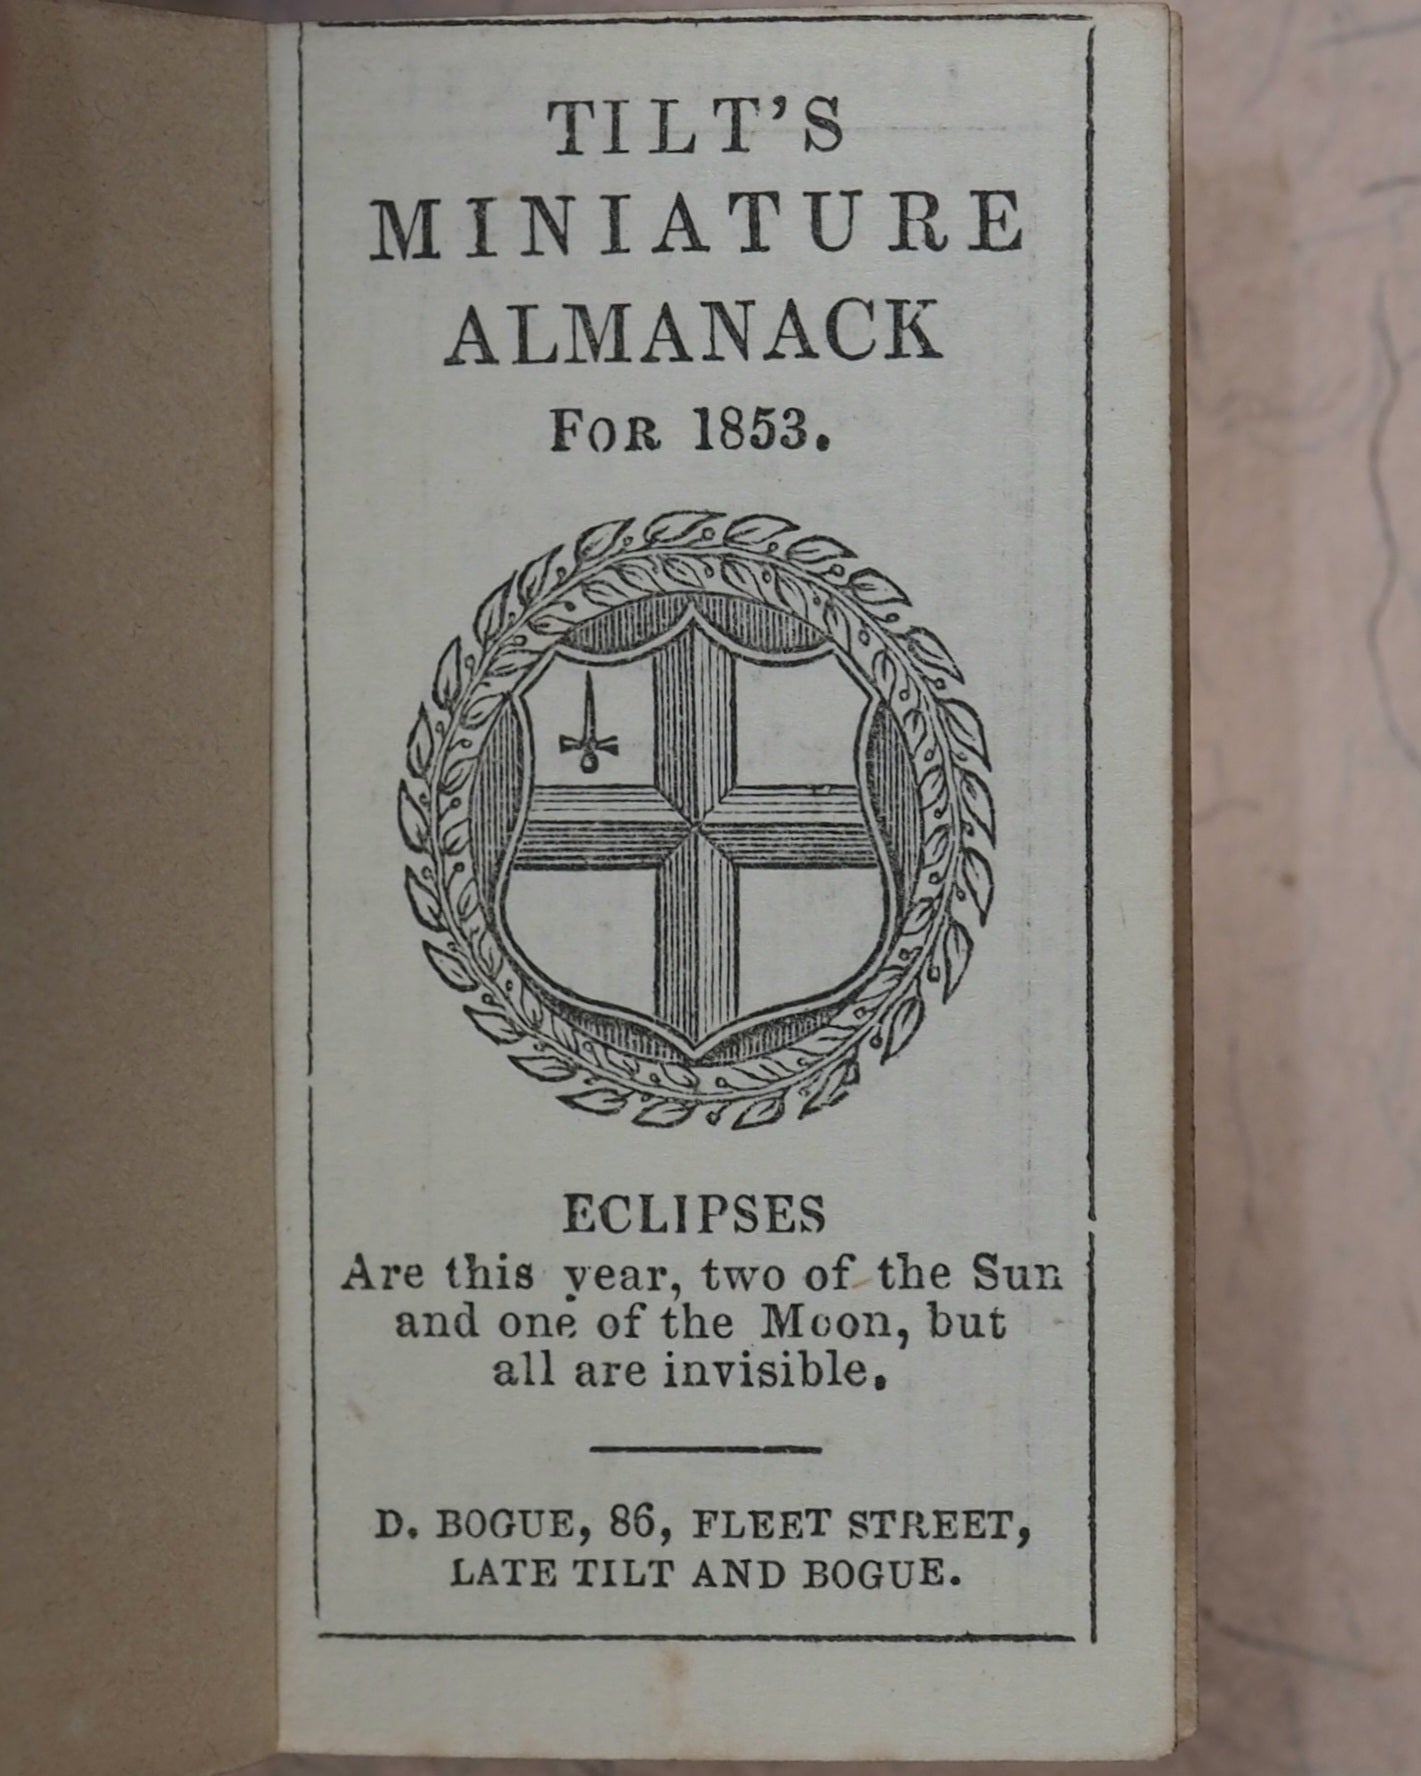 TILT'S
MINIATURE
ALMANACK
FOR 1853.
ECLIPSES
Are this year, two of the Sun
and one of the Moon, but
all are invisible.
D. BOGUE, 86, FLEET STREET,
LATE TILT AND BOGUE.